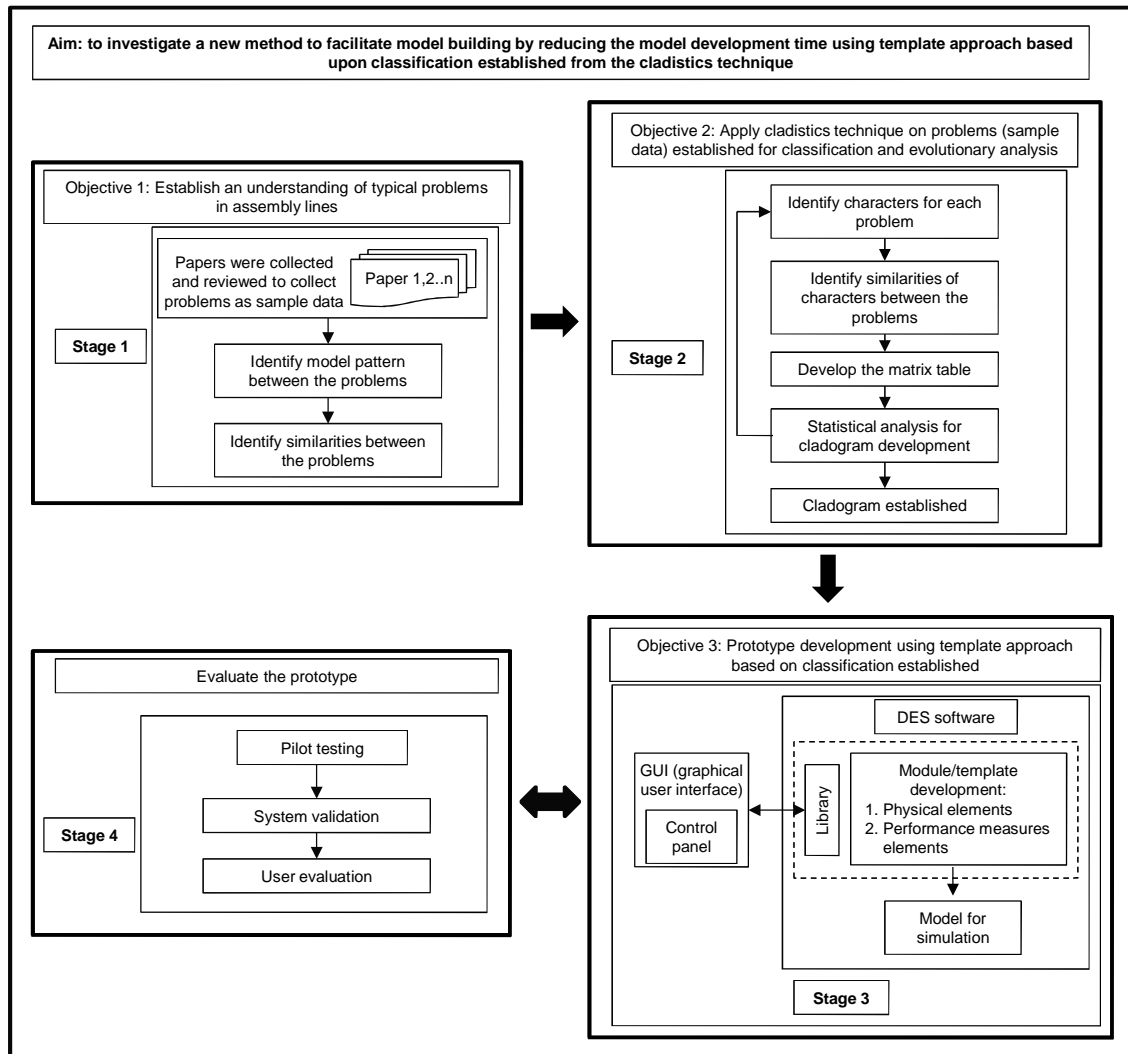 Aim: to investigate a new method to facilitate model building by reducing the model development time using template approach based
upon classification established from the cladistics technique
Objective 1: Establish an understanding of typical problems
in assembly lines
Papers were collected
and reviewed to collect
problems as sample data
Paper 1,2..n
Stage 1
Identify model pattern
between the problems
Identify similarities between
the problems
Objective 2: Apply cladistics technique on problems (sample
data) established for classification and evolutionary analysis
Identify characters for each
problem
Identify similarities of
characters between the
problems
Stage 2
Develop the matrix table
Statistical analysis for
cladogram development
Cladogram established
Objective 3: Prototype development using template approach
based on classification established
DES software
GUI (graphical
user interface)
Control
panel
Library
Module/template
development:
1. Physical elements
2. Performance measures
elements
Model for
simulation
Stage 3
Evaluate the prototype
Pilot testing
System validation
Stage 4
User evaluation